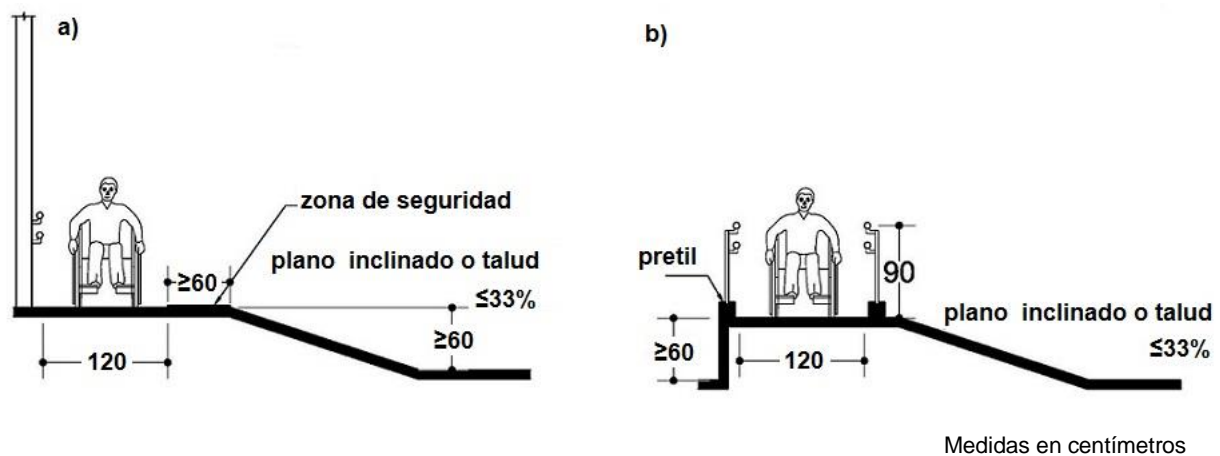 a)
zona de seguridad
plano inclinado o talud
≥60
≤33%
≥60
120
b)
pretil
90
plano inclinado o talud
≤33%
≥60
120
Medidas en centímetros